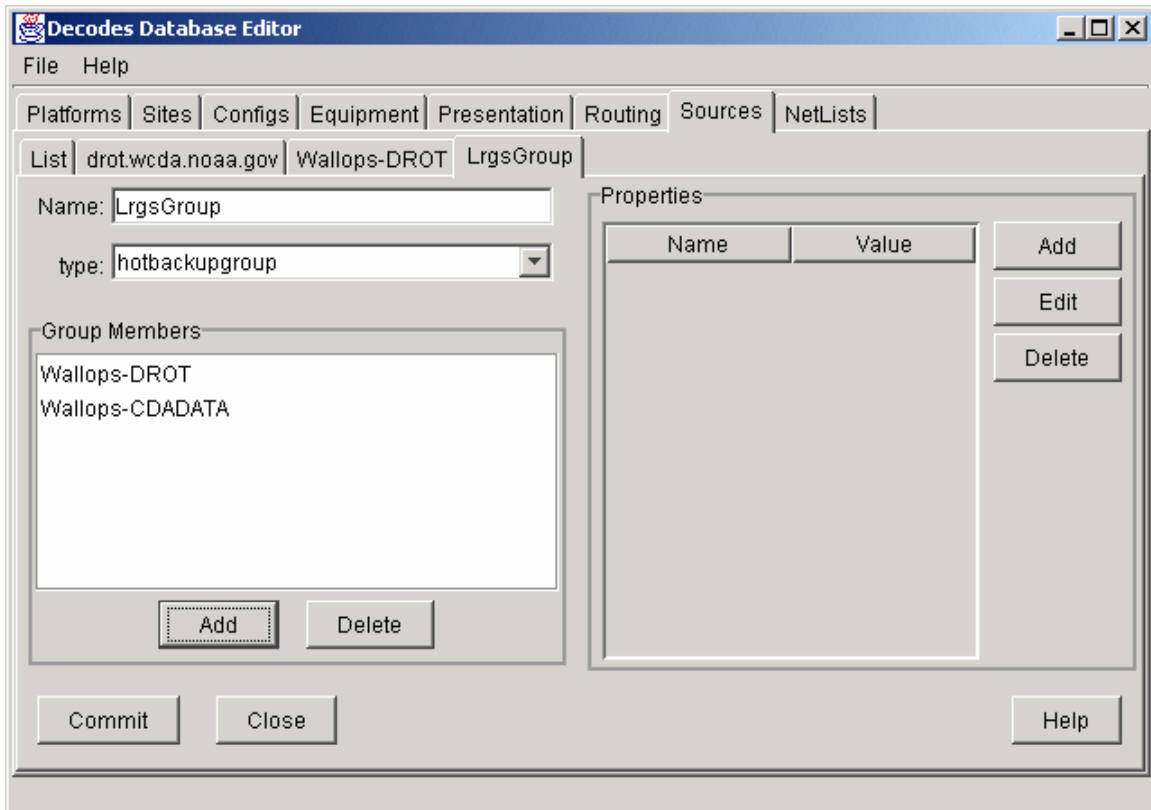 Decodes Database Editor
File Help
Platforms Sites Configs Equipment Presentation Routing Sources NetLists
List drot.wcda.noaa.gov Wallops-DROT LrgsGroup
Name: LrgsGroup
type: hotbackupgroup
Group Members
Wallops-DROT
Wallops-CDADATA
Add Delete
Properties
Name Value
Add
Edit
Delete
Commit Close Help